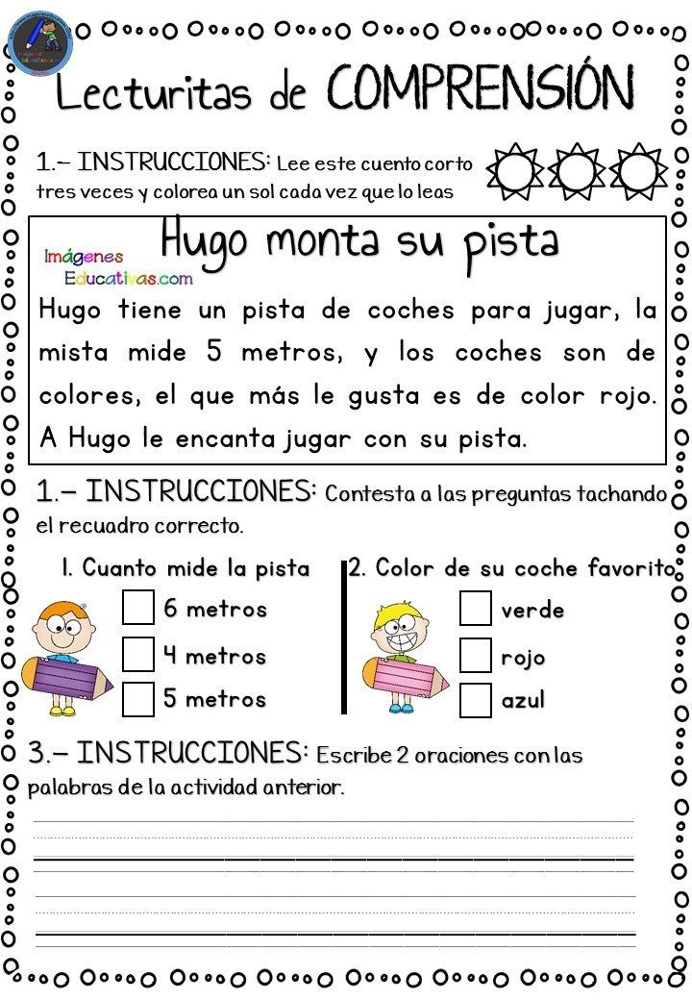 Lecturitas de COMPRENSIÓN
1.- INSTRUCCIONES: Lee este cuento corto
tres veces y colorea un sol cada vez que lo leas
Hugo monta su pista
Imágenes
Educativas.com
Hugo tiene un pista de coches para jugar, la
mista mide 5 metros, y los coches son de
colores, el que más le gusta es de color rojo.
A Hugo le encanta jugar con su pista.
1.- INSTRUCCIONES: Contesta a las preguntas tachando
el recuadro correcto.
1. Cuanto mide la pista
6 metros
4 metros
5 metros
2. Color de su coche favorito
verde
rojo
azul
3.- INSTRUCCIONES: Escribe 2 oraciones con las
palabras de la actividad anterior.